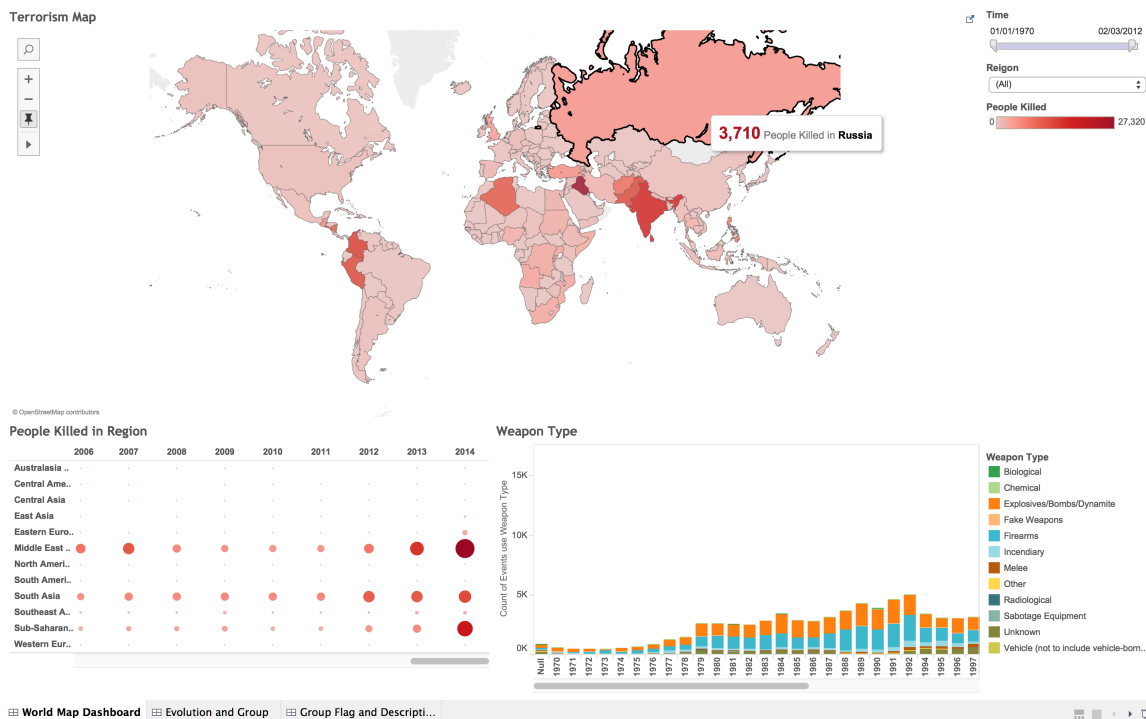 Terrorism Map
Time
01/01/1970 02/03/2012
Reigon
(All)
People Killed
0 27,320
3,710 People Killed in Russia
© OpenStreetMap contributors
People Killed in Region
2006 2007 2008 2009 2010 2011 2012 2013 2014
Australasia ..
Central Ame..
Central Asia
East Asia
Eastern Euro..
Middle East ..
North Ameri..
South Ameri..
South Asia
Southeast A..
Sub-Saharan..
Western Eur..
Weapon Type
Count of Events use Weapon Type
15K
10K
5K
0K
Null 1970 1971 1972 1973 1974 1975 1976 1977 1978 1979 1980 1981 1982 1983 1984 1985 1986 1987 1988 1989 1990 1991 1992 1994 1995 1996 1997
Weapon Type
Biological
Chemical
Explosives/Bombs/Dynamite
Fake Weapons
Firearms
Incendiary
Melee
Other
Radiological
Sabotage Equipment
Unknown
Vehicle (not to include vehicle-born..
World Map Dashboard Evolution and Group Group Flag and Descripti...